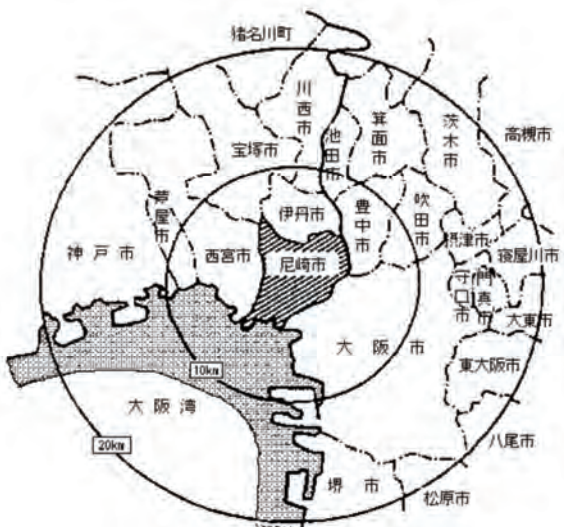 猪名川町
川西市
箕面市
茨木市
高槻市
池田市
宝塚市
芦屋市
伊丹市
豊中市
吹田市
摂津市
神戸市
西宮市
尼崎市
寝屋川市
守口市
門真市
大東市
大阪市
東大阪市
10km
大阪湾
20km
八尾市
堺市
松原市